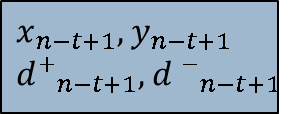 x_{n−t+1}, y_{n−t+1}
d^{+}_{n−t+1}, d^{−}_{n−t+1}